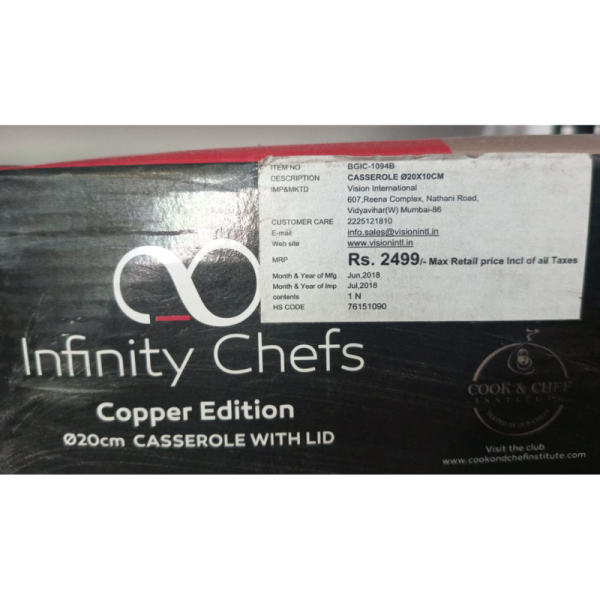 ITEM NO BGIC-1094B
DESCRIPTION CASSEROLE Ø20X10CM
IMP&MKTD Vision International
607,Reena Complex, Nathani Road,
Vidyavihar(W) Mumbai-86
CUSTOMER CARE 2225121810
E-mail info.sales@visionintl.in
Web site www.visionintl.in
MRP Rs. 2499/- Max Retail price Incl of all Taxes
Month & Year of Mfg Jun,2018
Month & Year of Imp Jul,2018
contents 1 N
HS CODE 76151090
Infinity Chefs
Copper Edition
Ø20cm CASSEROLE WITH LID
COOK & CHEF
INSTITUTE
Visit the club
www.cookandchefinstitute.com